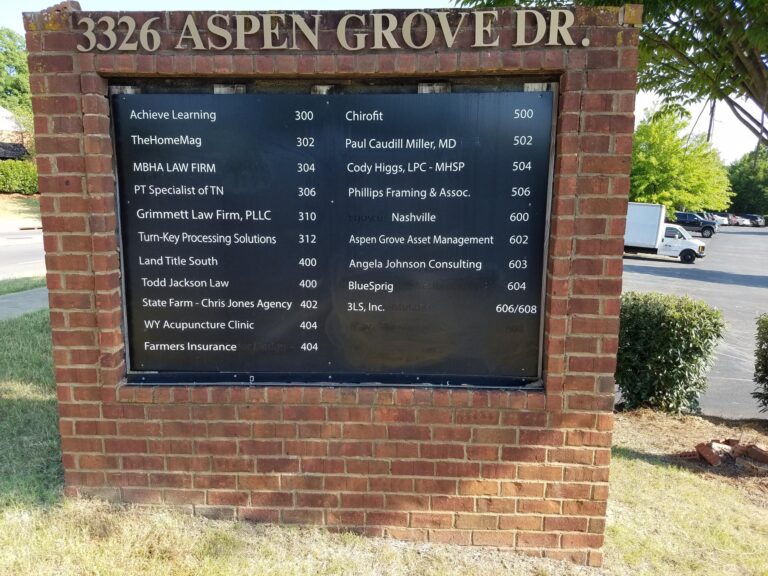 3326 ASPEN GROVE DR.
Achieve Learning 300
TheHomeMag 302
MBHA LAW FIRM 304
PT Specialist of TN 306
Grimmett Law Firm, PLLC 310
Turn-Key Processing Solutions 312
Land Title South 400
Todd Jackson Law 400
State Farm - Chris Jones Agency 402
WY Acupuncture Clinic 404
Farmers Insurance 404
Chirofit 500
Paul Caudill Miller, MD 502
Cody Higgs, LPC - MHSP 504
Phillips Framing & Assoc. 506
Nashville 600
Aspen Grove Asset Management 602
Angela Johnson Consulting 603
BlueSprig 604
3LS, Inc. 606/608